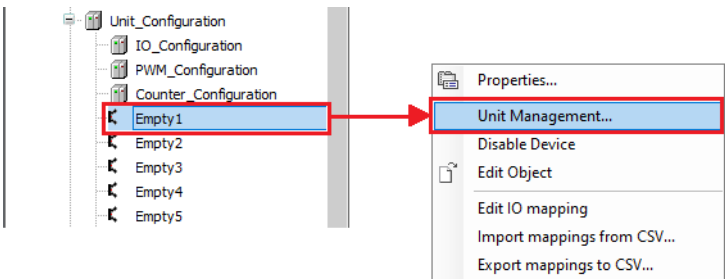 Unit_Configuration
IO_Configuration
PWM_Configuration
Counter_Configuration
Empty1
Empty2
Empty3
Empty4
Empty5
Properties...
Unit Management...
Disable Device
Edit Object
Edit IO mapping
Import mappings from CSV...
Export mappings to CSV...